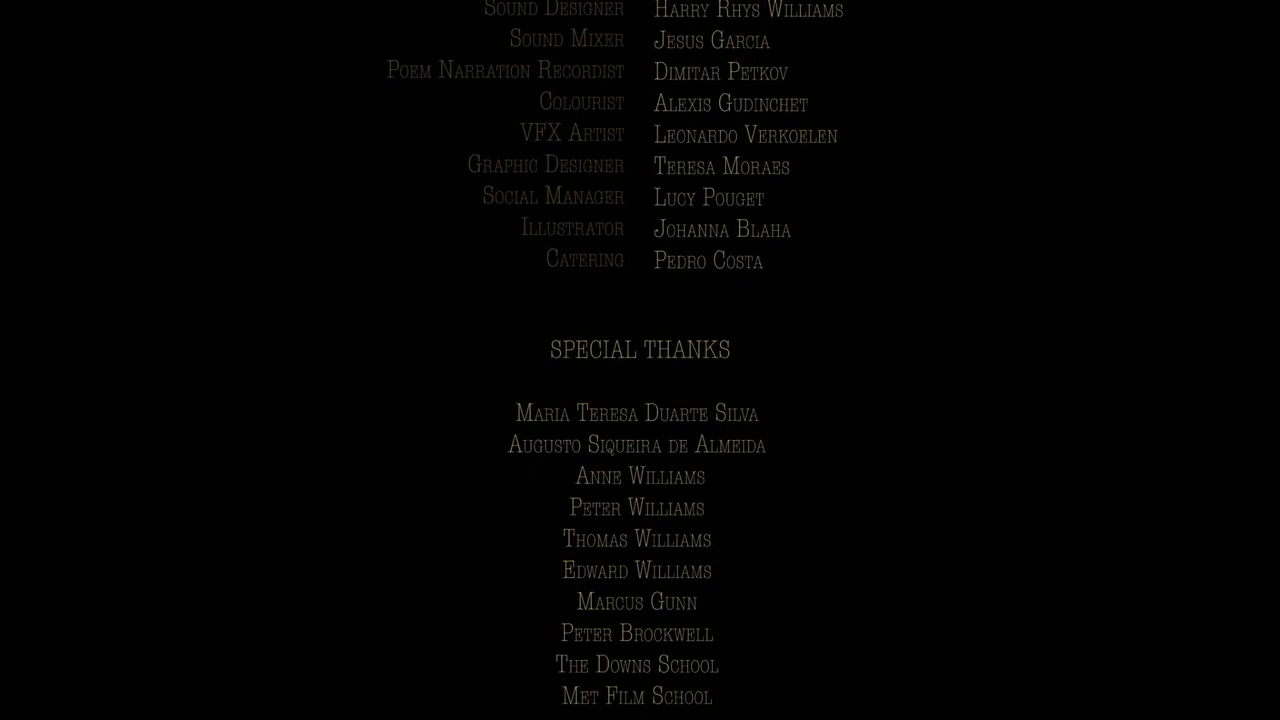 Sound Designer Harry Rhys Williams
Sound Mixer Jesus Garcia
Poem Narration Recordist Dimitar Petkov
Colourist Alexis Gudinchet
VFX Artist Leonardo Verkoelen
Graphic Designer Teresa Moraes
Social Manager Lucy Pouget
Illustrator Johanna Blaha
Catering Pedro Costa
SPECIAL THANKS
Maria Teresa Duarte Silva
Augusto Siqueira de Almeida
Anne Williams
Peter Williams
Thomas Williams
Edward Williams
Marcus Gunn
Peter Brockwell
The Downs School
Met Film School